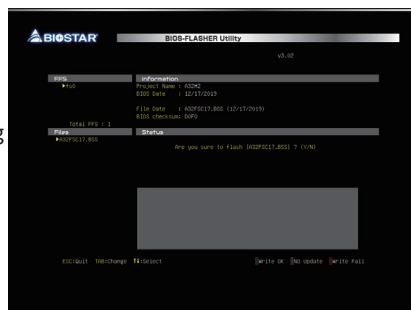 BIOSTAR
BIOS-FLASHER Utility
v3.02
FFS
Information
fs0
Project Name : A32M2
BIOS Date : 12/17/2019
File Date : A32FSC17.BSS (12/17/2019)
BIOS checksum: 00F0
Total FFS : 1
Files
Status
A32FSC17.BSS
Are you sure to flash [A32FSC17.BSS] ? (Y/N)
ESC:Quit TAB:Change ↑↓:Select
Write OK NO Update Write Fail
g